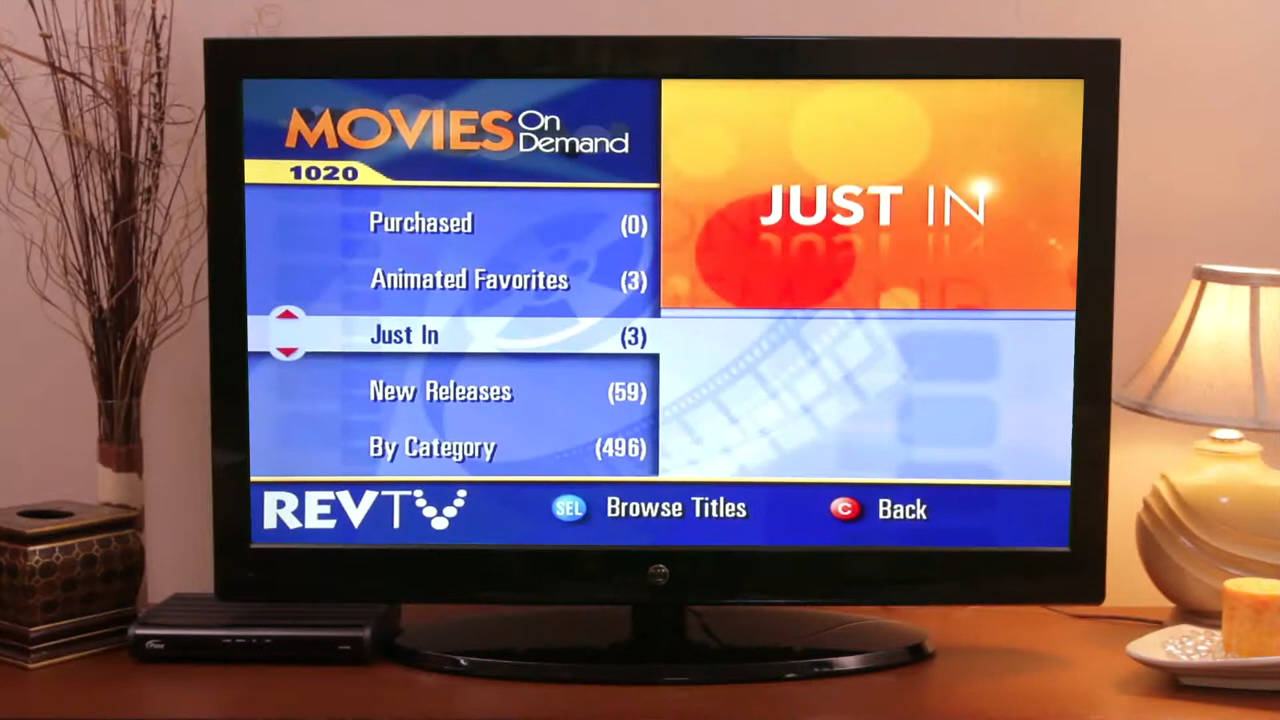 MOVIES On Demand
1020
Purchased (0)
Animated Favorites (3)
Just In (3)
New Releases (59)
By Category (496)
JUST IN
REVTV
SEL Browse Titles
C Back